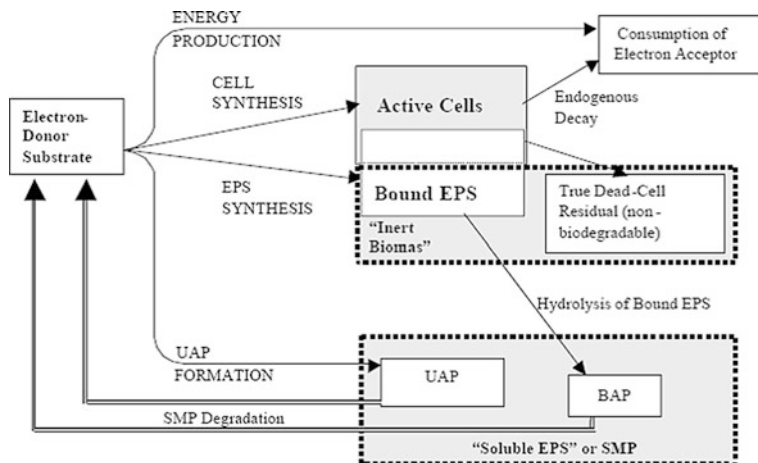 ENERGY
PRODUCTION
Consumption of
Electron Acceptor
CELL
SYNTHESIS
Active Cells
Endogenous
Decay
Electron-
Donor
Substrate
EPS
SYNTHESIS
Bound EPS
"Inert
Biomas"
True Dead-Cell
Residual (non-
biodegradable)
Hydrolysis of Bound EPS
UAP
FORMATION
UAP
BAP
SMP Degradation
"Soluble EPS" or SMP